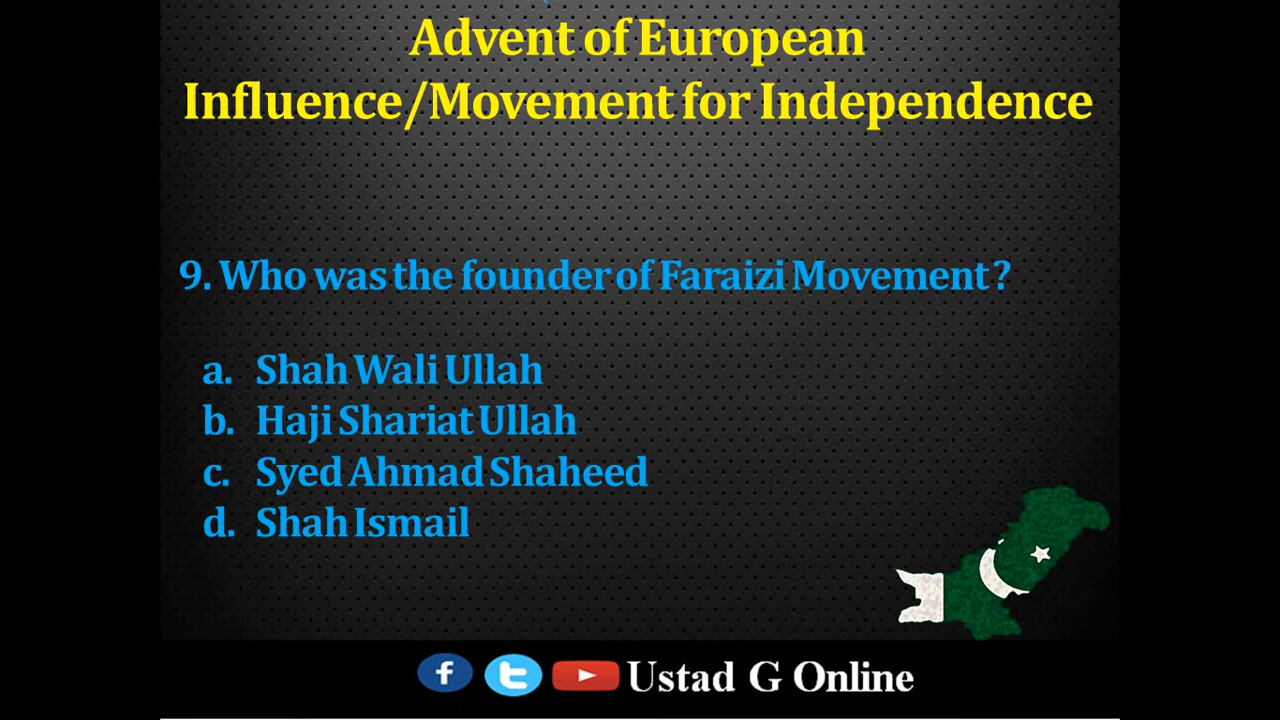 Advent of European
Influence/Movement for Independence
9. Who was the founder of Faraizi Movement?
a. Shah Wali Ullah
b. Haji Shariat Ullah
c. Syed Ahmad Shaheed
d. Shah Ismail
Ustad G Online